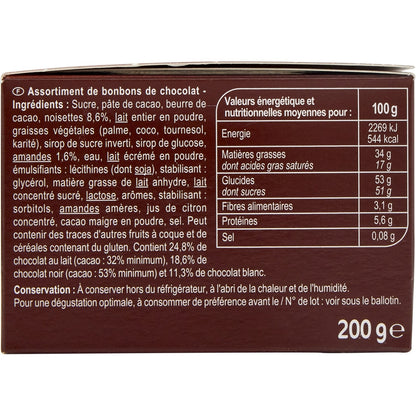 F Assortiment de bonbons de chocolat -
Ingrédients : Sucre, pâte de cacao, beurre de
cacao, noisettes 8,6%, lait entier en poudre,
graisses végétales (palme, coco, tournesol,
karité), sirop de sucre inverti, sirop de glucose,
amandes 1,6%, eau, lait écrémé en poudre,
émulsifiants : lécithines (dont soja), stabilisant :
glycérol, matière grasse de lait anhydre, lait
concentré sucré, lactose, arômes, stabilisant :
sorbitols, amandes amères, jus de citron
concentré, cacao maigre en poudre, sel. Peut
contenir des traces d'autres fruits à coque et de
céréales contenant du gluten. Contient 24,8% de
chocolat au lait (cacao : 32% minimum), 18,6% de
chocolat noir (cacao : 53% minimum) et 11,3% de chocolat blanc.
Conservation : À conserver hors du réfrigérateur, à l'abri de la chaleur et de l'humidité.
Pour une dégustation optimale, à consommer de préférence avant le / N° de lot : voir sous le ballotin.
Valeurs énergétique et
nutritionnelles moyennes pour : 100 g
Energie 2269 kJ
544 kcal
Matières grasses 34 g
dont acides gras saturés 17 g
Glucides 53 g
dont sucres 51 g
Fibres alimentaires 3,1 g
Protéines 5,6 g
Sel 0,08 g
200 g e